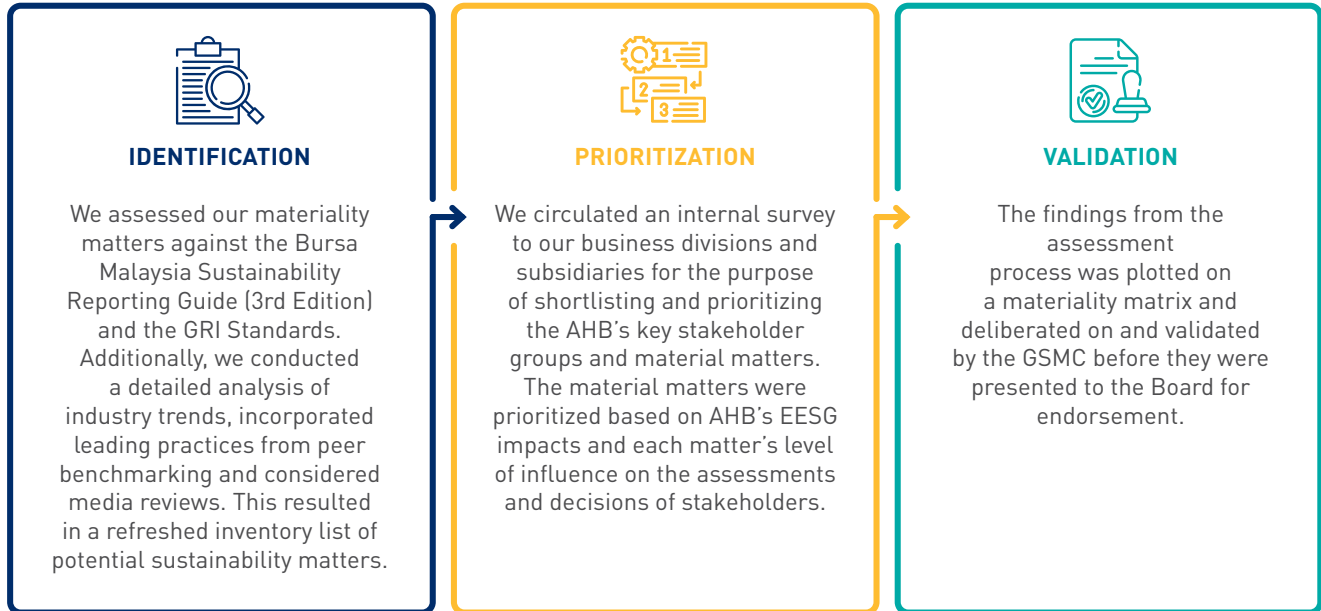 IDENTIFICATION
We assessed our materiality
matters against the Bursa
Malaysia Sustainability
Reporting Guide (3rd Edition)
and the GRI Standards.
Additionally, we conducted
a detailed analysis of
industry trends, incorporated
leading practices from peer
benchmarking and considered
media reviews. This resulted
in a refreshed inventory list of
potential sustainability matters.
1
2
3
PRIORITIZATION
We circulated an internal survey
to our business divisions and
subsidiaries for the purpose
of shortlisting and prioritizing
the AHB's key stakeholder
groups and material matters.
The material matters were
prioritized based on AHB's EESG
impacts and each matter's level
of influence on the assessments
and decisions of stakeholders.
VALIDATION
The findings from the
assessment
process was plotted on
a materiality matrix and
deliberated on and validated
by the GSMC before they were
presented to the Board for
endorsement.